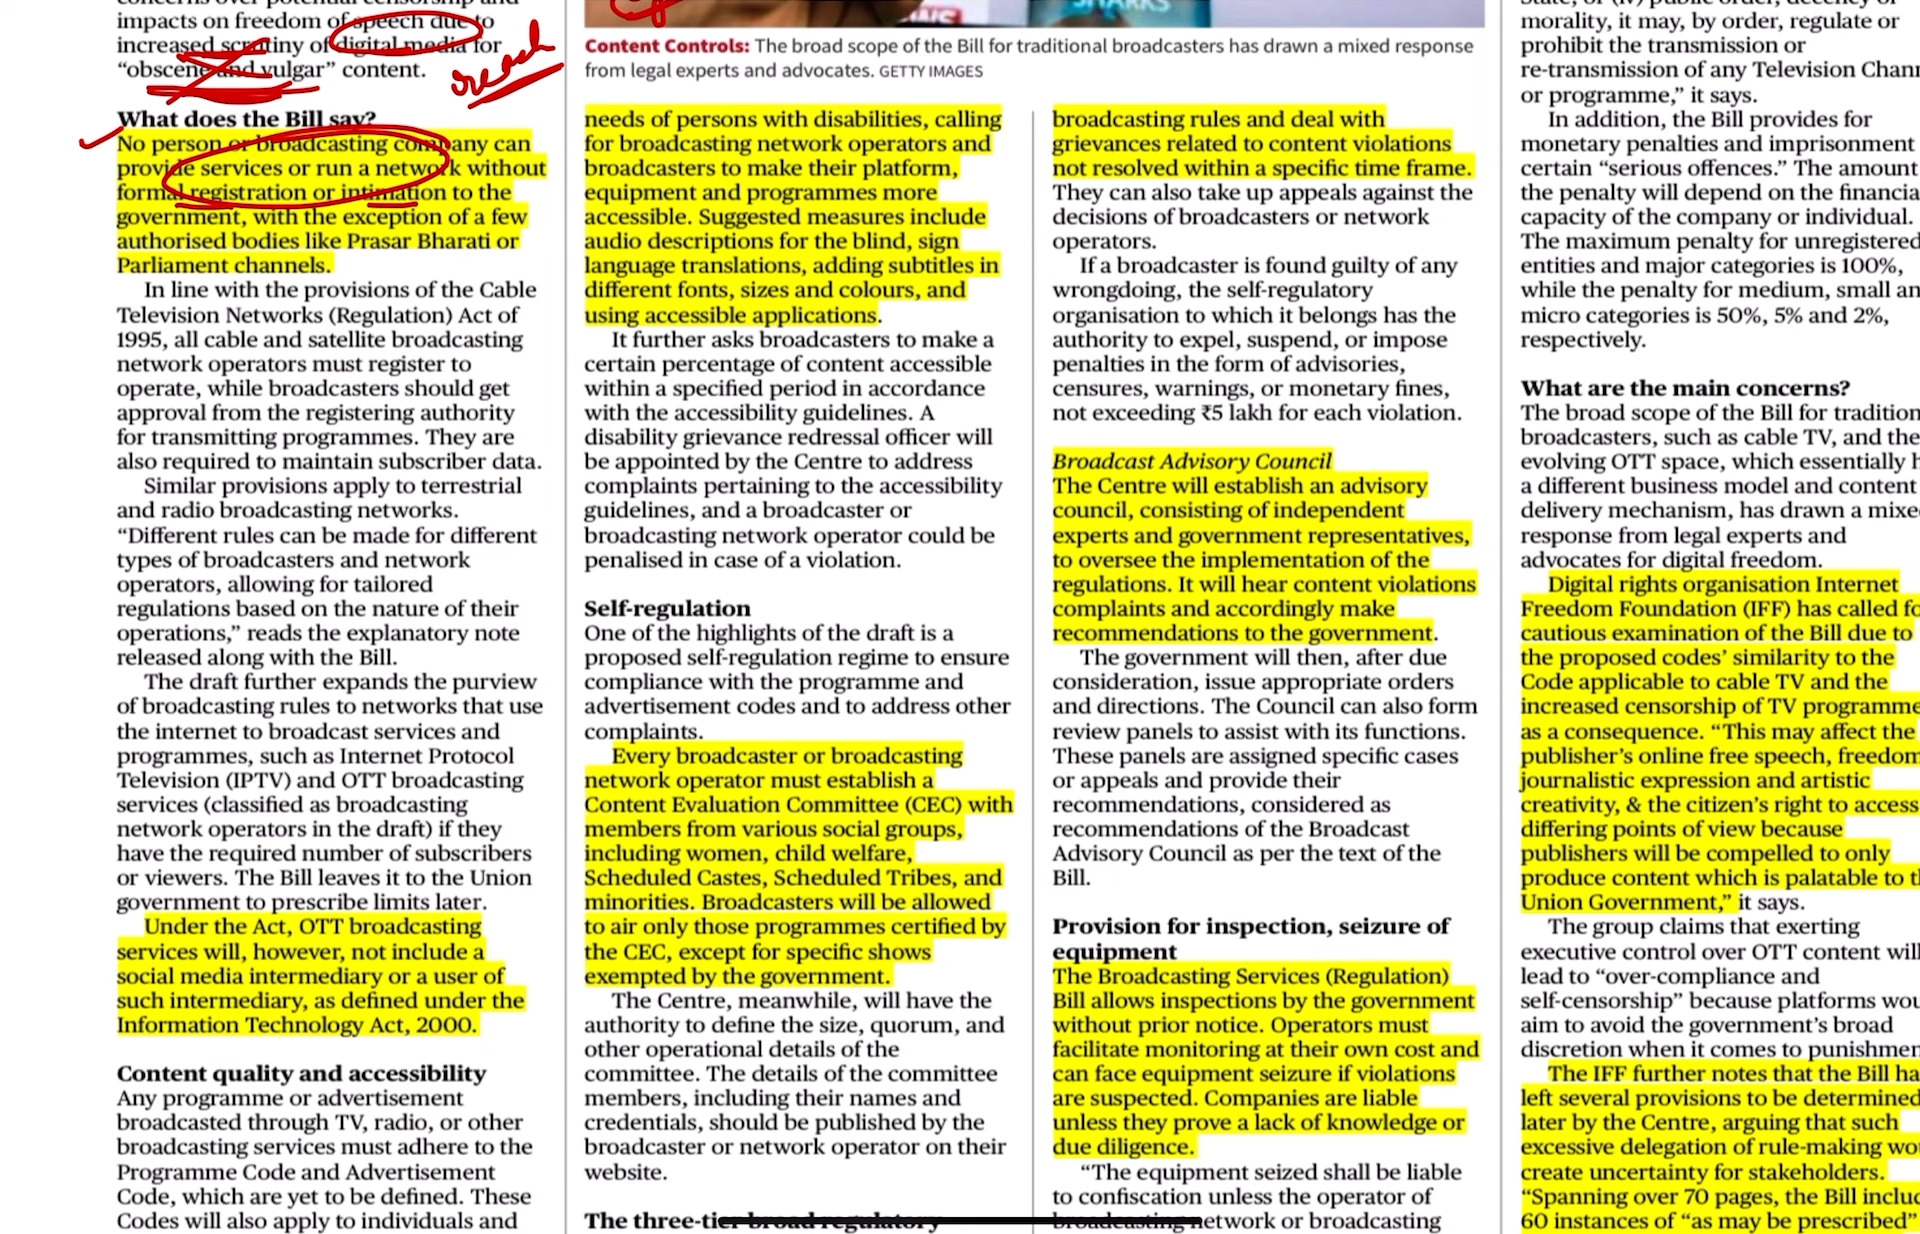 impacts on freedom of speech due to
increased scrutiny of digital media for
“obscene and vulgar” content.
What does the Bill say?
No person or broadcasting company can
provide services or run a network without
formal registration or intimation to the
government, with the exception of a few
authorised bodies like Prasar Bharati or
Parliament channels.
In line with the provisions of the Cable
Television Networks (Regulation) Act of
1995, all cable and satellite broadcasting
network operators must register to
operate, while broadcasters should get
approval from the registering authority
for transmitting programmes. They are
also required to maintain subscriber data.
Similar provisions apply to terrestrial
and radio broadcasting networks.
“Different rules can be made for different
types of broadcasters and network
operators, allowing for tailored
regulations based on the nature of their
operations,” reads the explanatory note
released along with the Bill.
The draft further expands the purview
of broadcasting rules to networks that use
the internet to broadcast services and
programmes, such as Internet Protocol
Television (IPTV) and OTT broadcasting
services (classified as broadcasting
network operators in the draft) if they
have the required number of subscribers
or viewers. The Bill leaves it to the Union
government to prescribe limits later.
Under the Act, OTT broadcasting
services will, however, not include a
social media intermediary or a user of
such intermediary, as defined under the
Information Technology Act, 2000.
Content quality and accessibility
Any programme or advertisement
broadcasted through TV, radio, or other
broadcasting services must adhere to the
Programme Code and Advertisement
Code, which are yet to be defined. These
Codes will also apply to individuals and
Content Controls: The broad scope of the Bill for traditional broadcasters has drawn a mixed response
from legal experts and advocates. GETTY IMAGES
needs of persons with disabilities, calling
for broadcasting network operators and
broadcasters to make their platform,
equipment and programmes more
accessible. Suggested measures include
audio descriptions for the blind, sign
language translations, adding subtitles in
different fonts, sizes and colours, and
using accessible applications.
It further asks broadcasters to make a
certain percentage of content accessible
within a specified period in accordance
with the accessibility guidelines. A
disability grievance redressal officer will
be appointed by the Centre to address
complaints pertaining to the accessibility
guidelines, and a broadcaster or
broadcasting network operator could be
penalised in case of a violation.
Self-regulation
One of the highlights of the draft is a
proposed self-regulation regime to ensure
compliance with the programme and
advertisement codes and to address other
complaints.
Every broadcaster or broadcasting
network operator must establish a
Content Evaluation Committee (CEC) with
members from various social groups,
including women, child welfare,
Scheduled Castes, Scheduled Tribes, and
minorities. Broadcasters will be allowed
to air only those programmes certified by
the CEC, except for specific shows
exempted by the government.
The Centre, meanwhile, will have the
authority to define the size, quorum, and
other operational details of the
committee. The details of the committee
members, including their names and
credentials, should be published by the
broadcaster or network operator on their
website.
The three-tier broad regulatory
broadcasting rules and deal with
grievances related to content violations
not resolved within a specific time frame.
They can also take up appeals against the
decisions of broadcasters or network
operators.
If a broadcaster is found guilty of any
wrongdoing, the self-regulatory
organisation to which it belongs has the
authority to expel, suspend, or impose
penalties in the form of advisories,
censures, warnings, or monetary fines,
not exceeding ₹5 lakh for each violation.
Broadcast Advisory Council
The Centre will establish an advisory
council, consisting of independent
experts and government representatives,
to oversee the implementation of the
regulations. It will hear content violations
complaints and accordingly make
recommendations to the government.
The government will then, after due
consideration, issue appropriate orders
and directions. The Council can also form
review panels to assist with its functions.
These panels are assigned specific cases
or appeals and provide their
recommendations, considered as
recommendations of the Broadcast
Advisory Council as per the text of the
Bill.
Provision for inspection, seizure of
equipment
The Broadcasting Services (Regulation)
Bill allows inspections by the government
without prior notice. Operators must
facilitate monitoring at their own cost and
can face equipment seizure if violations
are suspected. Companies are liable
unless they prove a lack of knowledge or
due diligence.
“The equipment seized shall be liable
to confiscation unless the operator of
broadcasting network or broadcasting
morality, it may, by order, regulate or
prohibit the transmission or
re-transmission of any Television Chann
or programme,” it says.
In addition, the Bill provides for
monetary penalties and imprisonment
certain “serious offences.” The amount
the penalty will depend on the financia
capacity of the company or individual.
The maximum penalty for unregistered
entities and major categories is 100%,
while the penalty for medium, small an
micro categories is 50%, 5% and 2%,
respectively.
What are the main concerns?
The broad scope of the Bill for tradition
broadcasters, such as cable TV, and the
evolving OTT space, which essentially h
a different business model and content
delivery mechanism, has drawn a mixe
response from legal experts and
advocates for digital freedom.
Digital rights organisation Internet
Freedom Foundation (IFF) has called fo
cautious examination of the Bill due to
the proposed codes’ similarity to the
Code applicable to cable TV and the
increased censorship of TV programme
as a consequence. “This may affect the
publisher’s online free speech, freedom
journalistic expression and artistic
creativity, & the citizen’s right to access
differing points of view because
publishers will be compelled to only
produce content which is palatable to t
Union Government,” it says.
The group claims that exerting
executive control over OTT content will
lead to “over-compliance and
self-censorship” because platforms wou
aim to avoid the government’s broad
discretion when it comes to punishmen
The IFF further notes that the Bill ha
left several provisions to be determined
later by the Centre, arguing that such
excessive delegation of rule-making wo
create uncertainty for stakeholders.
“Spanning over 70 pages, the Bill includ
60 instances of “as may be prescribed”